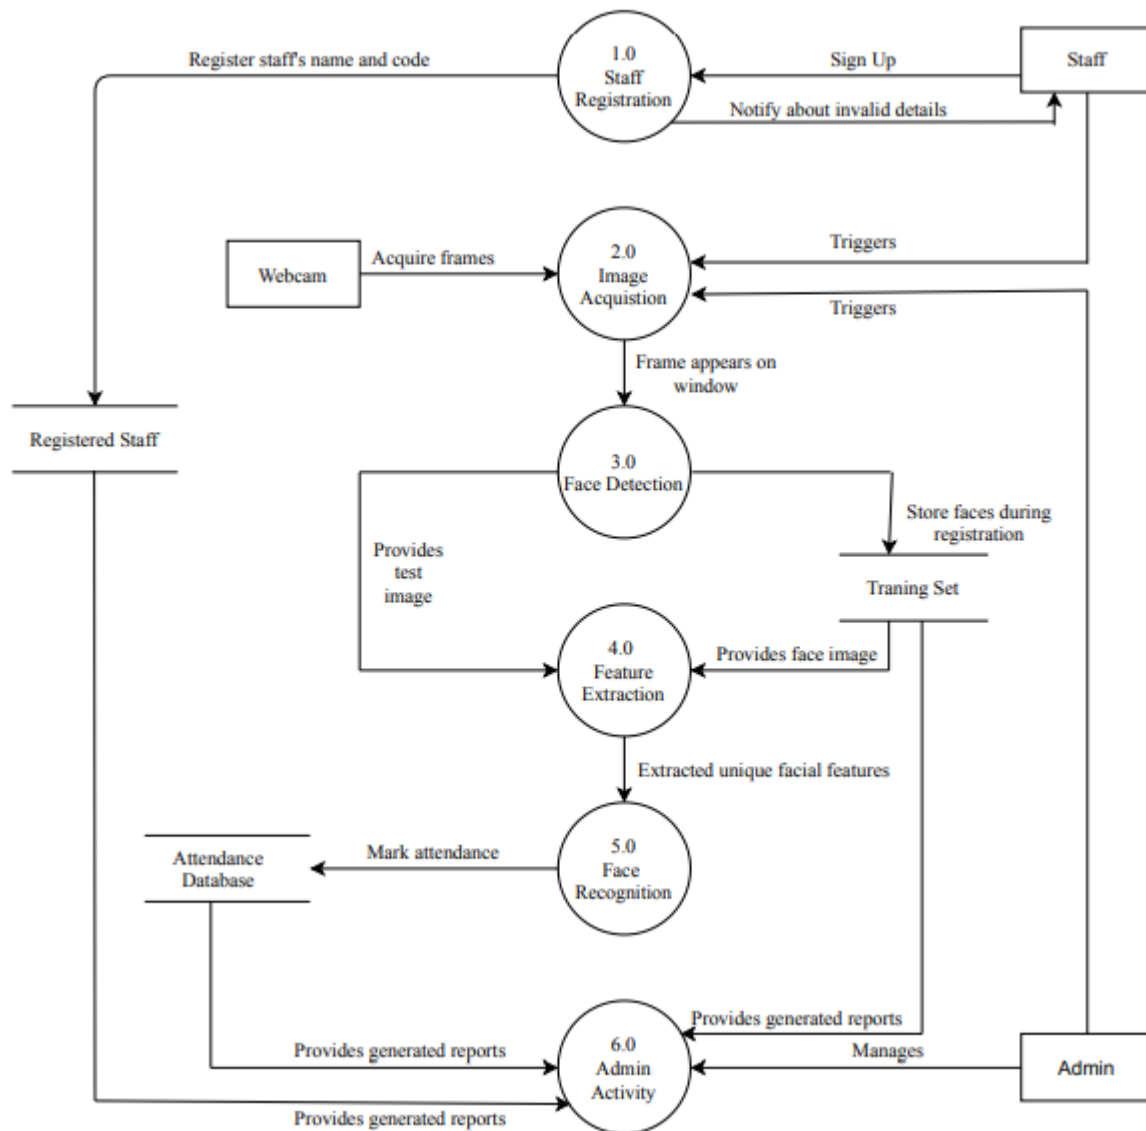 1.0
Staff
Registration
Staff
Register staff's name and code
Sign Up
Notify about invalid details
2.0
Image
Acquistion
Webcam
Acquire frames
Triggers
Triggers
Frame appears on
window
Registered Staff
3.0
Face Detection
Store faces during
registration
Provides
test
image
Traning Set
4.0
Feature
Extraction
Provides face image
Extracted unique facial features
Attendance
Database
Mark attendance
5.0
Face
Recognition
Provides generated reports
6.0
Admin
Activity
Manages
Admin
Provides generated reports
Provides generated reports